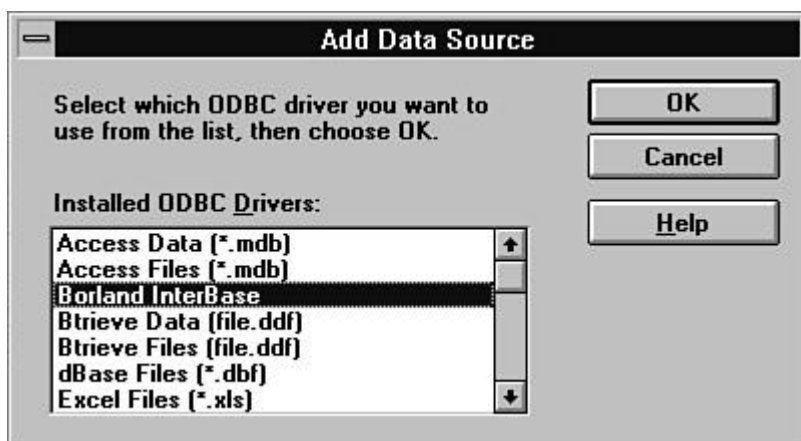 Add Data Source
Select which ODBC driver you want to
use from the list, then choose OK.
OK
Cancel
Help
Installed ODBC Drivers:
Access Data (*.mdb)
Access Files (*.mdb)
Borland InterBase
Btrieve Data (file.ddf)
Btrieve Files (file.ddf)
dBase Files (*.dbf)
Excel Files (*.xls)